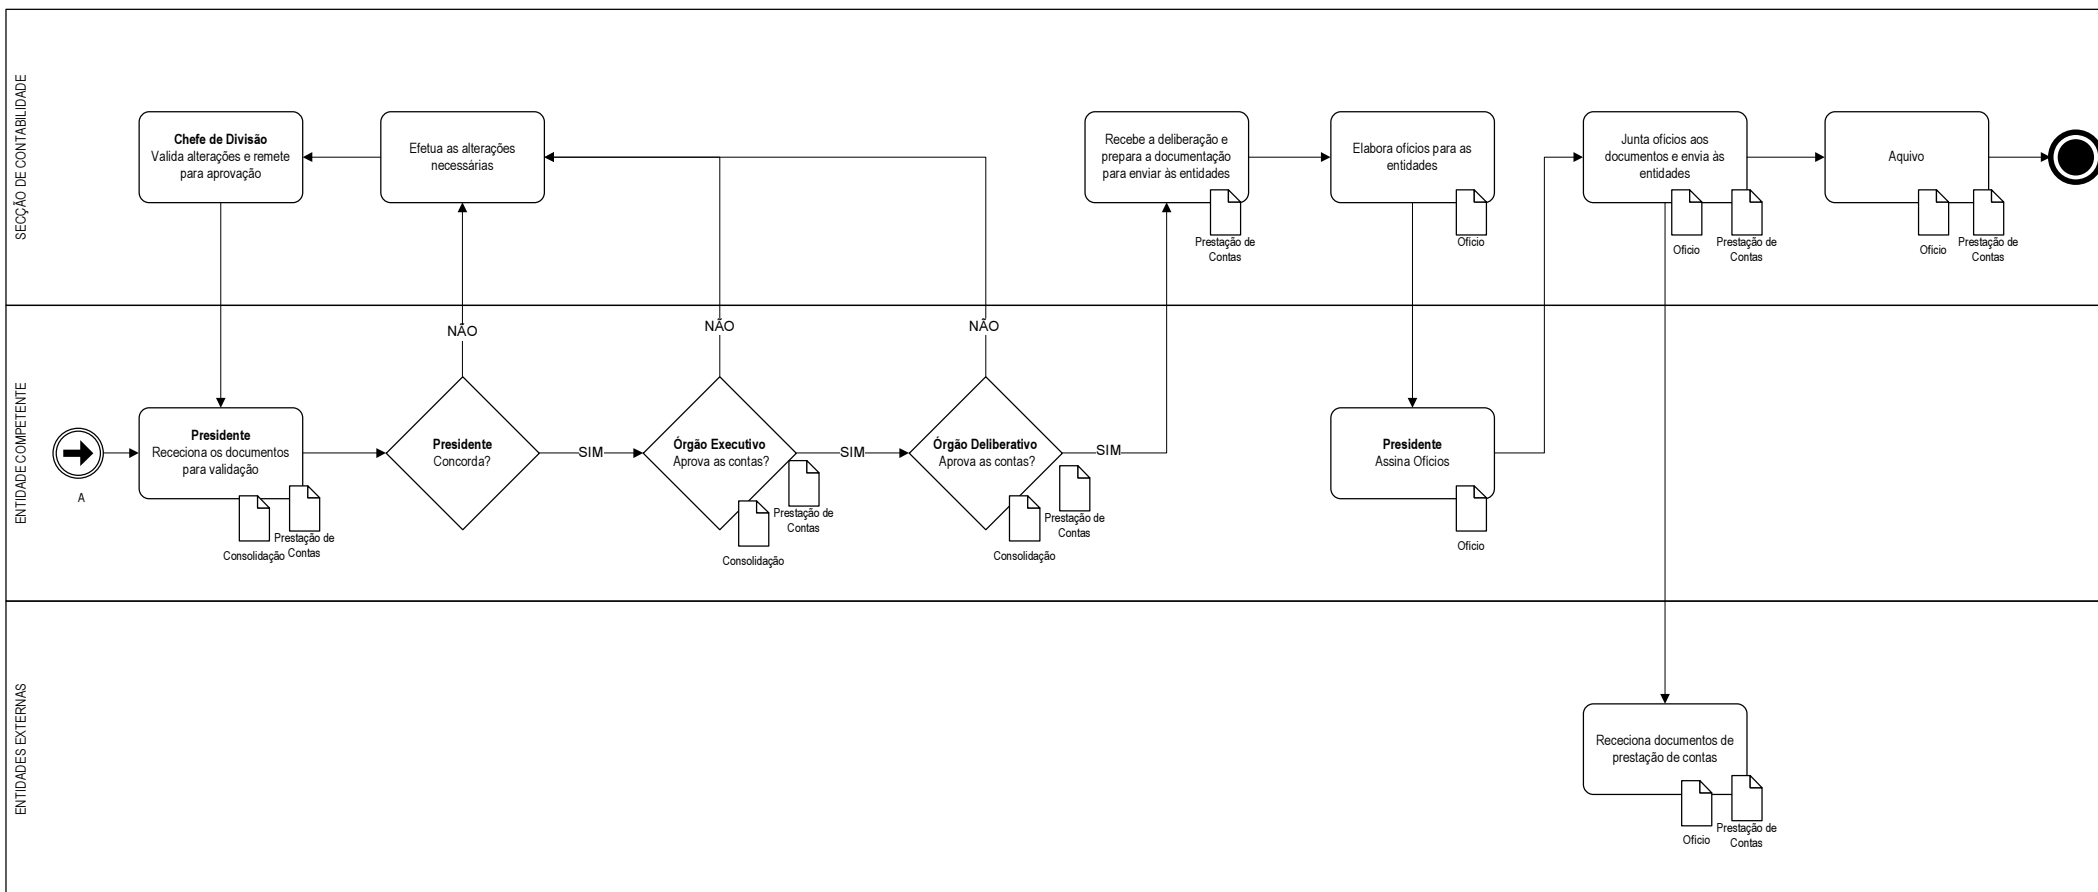 SECÇÃO DE CONTABILIDADE
Chefe de Divisão
Valida alterações e remete
para aprovação
Efetua as alterações
necessárias
Recebe a deliberação e
prepara a documentação
para enviar às entidades
Prestação de
Contas
Elabora ofícios para as
entidades
Ofício
Junta ofícios aos
documentos e envia às
entidades
Ofício
Prestação de
Contas
Aquivo
Ofício
Prestação de
Contas
ENTIDADE COMPETENTE
A
Presidente
Receciona os documentos
para validação
Consolidação
Prestação de
Contas
NÃO
Presidente
Concorda?
SIM
NÃO
Órgão Executivo
Aprova as contas?
Prestação de
Contas
Consolidação
SIM
NÃO
Órgão Deliberativo
Aprova as contas?
Prestação de
Contas
Consolidação
SIM
Presidente
Assina Ofícios
Ofício
ENTIDADES EXTERNAS
Receciona documentos de
prestação de contas
Ofício
Prestação de
Contas